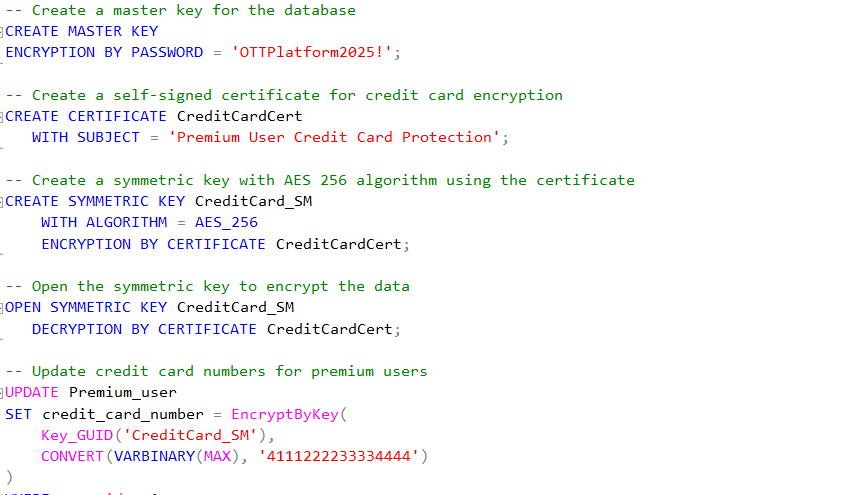 -- Create a master key for the database
CREATE MASTER KEY
ENCRYPTION BY PASSWORD = 'OTTPlatform2025!';
-- Create a self-signed certificate for credit card encryption
CREATE CERTIFICATE CreditCardCert
WITH SUBJECT = 'Premium User Credit Card Protection';
-- Create a symmetric key with AES 256 algorithm using the certificate
CREATE SYMMETRIC KEY CreditCard_SM
WITH ALGORITHM = AES_256
ENCRYPTION BY CERTIFICATE CreditCardCert;
-- Open the symmetric key to encrypt the data
OPEN SYMMETRIC KEY CreditCard_SM
DECRYPTION BY CERTIFICATE CreditCardCert;
-- Update credit card numbers for premium users
UPDATE Premium_user
SET credit_card_number = EncryptByKey(
Key_GUID('CreditCard_SM'),
CONVERT(VARBINARY(MAX), '4111222233334444')
)